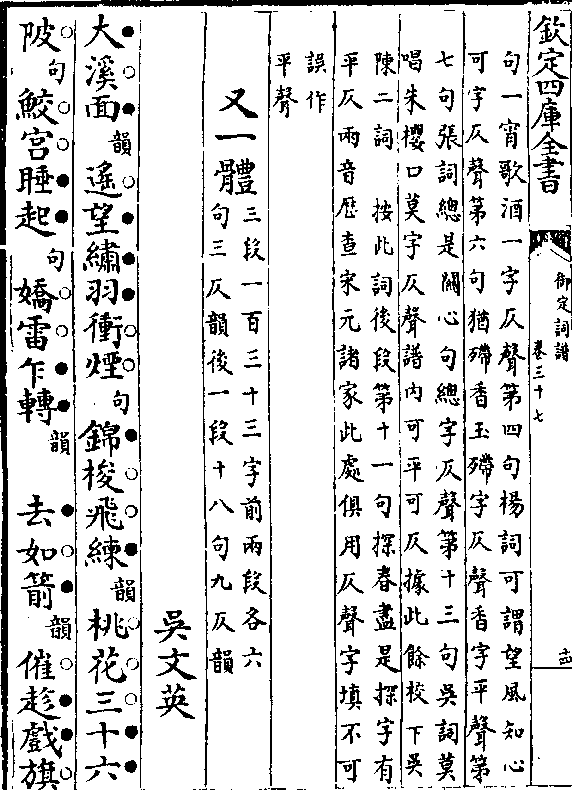 欽定四庫全書
御定詞譜
卷三十七
十四
句一宵歌酒一字仄聲第四句楊詞可謂望風知心
可字仄聲第六句猶殢香玉殢字仄聲香字平聲第
七句張詞總是關心句總字仄聲第十三句吳詞莫
唱朱櫻口莫字仄聲譜内可平可仄據此餘校下吳
陳二詞 按此詞後段第十一句探春盡是探字有
平仄兩音歴查宋元諸家此處俱用仄聲字填不可
誤作
平聲
又一體
三段一百三十三字前兩段各六
句三仄韻後一段十八句九仄韻
吳文英
大溪面韻遥望繡羽衝煙句錦梭飛練韻桃花三十六
陂句鮫宫睡起句嬌雷乍轉韻 去如箭韻催趁戲旗